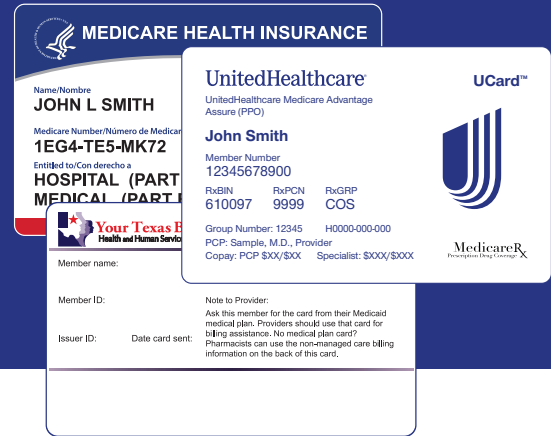 MEDICARE HEALTH INSURANCE
Name/Nombre
JOHN L SMITH
Medicare Number/Número de Medicar
1EG4-TE5-MK72
Entitled to/Con derecho a
HOSPITAL (PART
MEDICAL (PART
UnitedHealthcare®
UCard™
UnitedHealthcare Medicare Advantage
Assure (PPO)
John Smith
Member Number
12345678900
RxBIN RxPCN RxGRP
610097 9999 COS
Group Number: 12345 H0000-000-000
PCP: Sample, M.D., Provider
Copay: PCP $XX/$XX Specialist: $XXX/$XXX
MedicareRx
Prescription Drug Coverage
Your Texas B
Health and Human Servic
Member name:
Member ID:
Note to Provider:
Ask this member for the card from their Medicaid
medical plan. Providers should use that card for
billing assistance. No medical plan card?
Pharmacists can use the non-managed care billing
information on the back of this card.
Issuer ID: Date card sent: